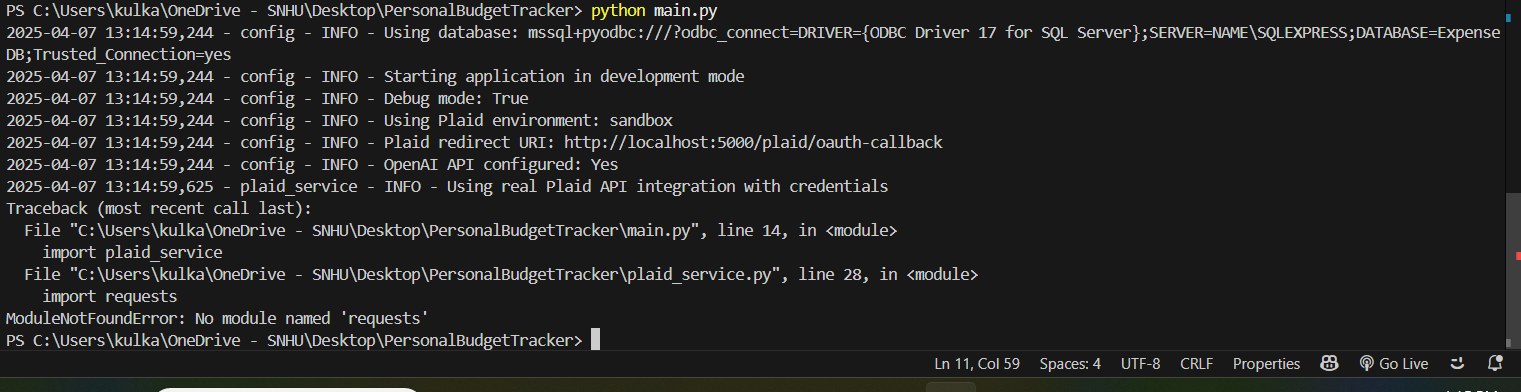 PS C:\Users\kulka\OneDrive - SNHU\Desktop\PersonalBudgetTracker> python main.py
2025-04-07 13:14:59,244 - config - INFO - Using database: mssql+pyodbc:///?odbc_connect=DRIVER={ODBC Driver 17 for SQL Server};SERVER=NAME\SQLEXPRESS;DATABASE=Expense
DB;Trusted_Connection=yes
2025-04-07 13:14:59,244 - config - INFO - Starting application in development mode
2025-04-07 13:14:59,244 - config - INFO - Debug mode: True
2025-04-07 13:14:59,244 - config - INFO - Using Plaid environment: sandbox
2025-04-07 13:14:59,244 - config - INFO - Plaid redirect URI: http://localhost:5000/plaid/oauth-callback
2025-04-07 13:14:59,244 - config - INFO - OpenAI API configured: Yes
2025-04-07 13:14:59,625 - plaid_service - INFO - Using real Plaid API integration with credentials
Traceback (most recent call last):
  File "C:\Users\kulka\OneDrive - SNHU\Desktop\PersonalBudgetTracker\main.py", line 14, in <module>
    import plaid_service
  File "C:\Users\kulka\OneDrive - SNHU\Desktop\PersonalBudgetTracker\plaid_service.py", line 28, in <module>
    import requests
ModuleNotFoundError: No module named 'requests'
PS C:\Users\kulka\OneDrive - SNHU\Desktop\PersonalBudgetTracker>
Ln 11, Col 59 Spaces: 4 UTF-8 CRLF Properties Go Live